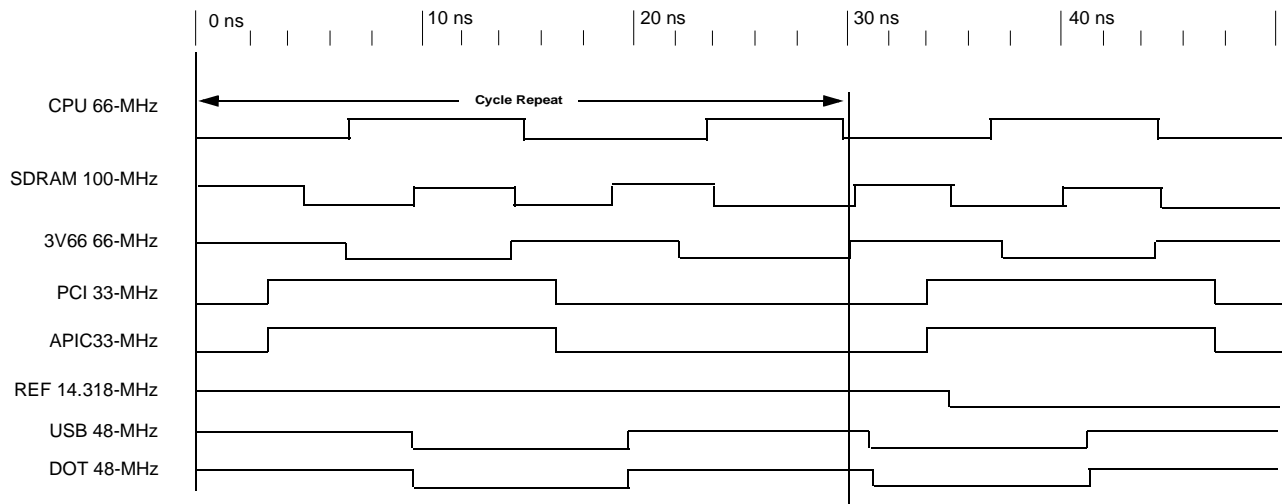 0 ns 10 ns 20 ns 30 ns 40 ns
Cycle Repeat
CPU 66-MHz
SDRAM 100-MHz
3V66 66-MHz
PCI 33-MHz
APIC33-MHz
REF 14.318-MHz
USB 48-MHz
DOT 48-MHz